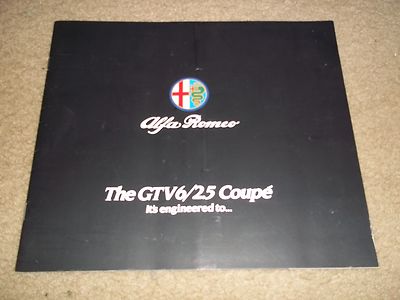 Alfa Romeo
The GTV6/2.5 Coupé
It's engineered to...